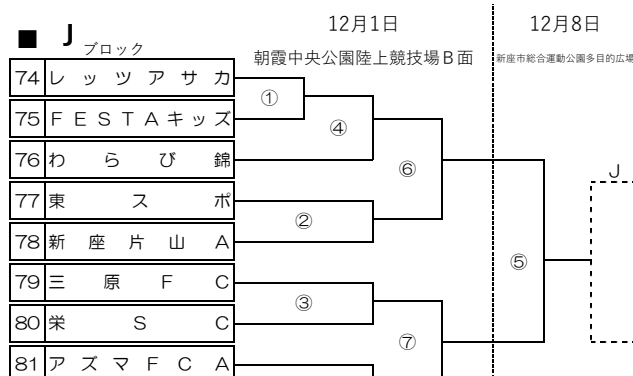 ■ J ブロック
12月1日
12月8日
朝霞中央公園陸上競技場B面
新座市総合運動公園多目的広場
74 レッツアサカ
①
75 FESTAキッズ
④
76 わらび錦
⑥
77 東スポ
J
②
78 新座片山A
⑤
79 三原FC
③
80 栄SC
⑦
81 アズマFCA